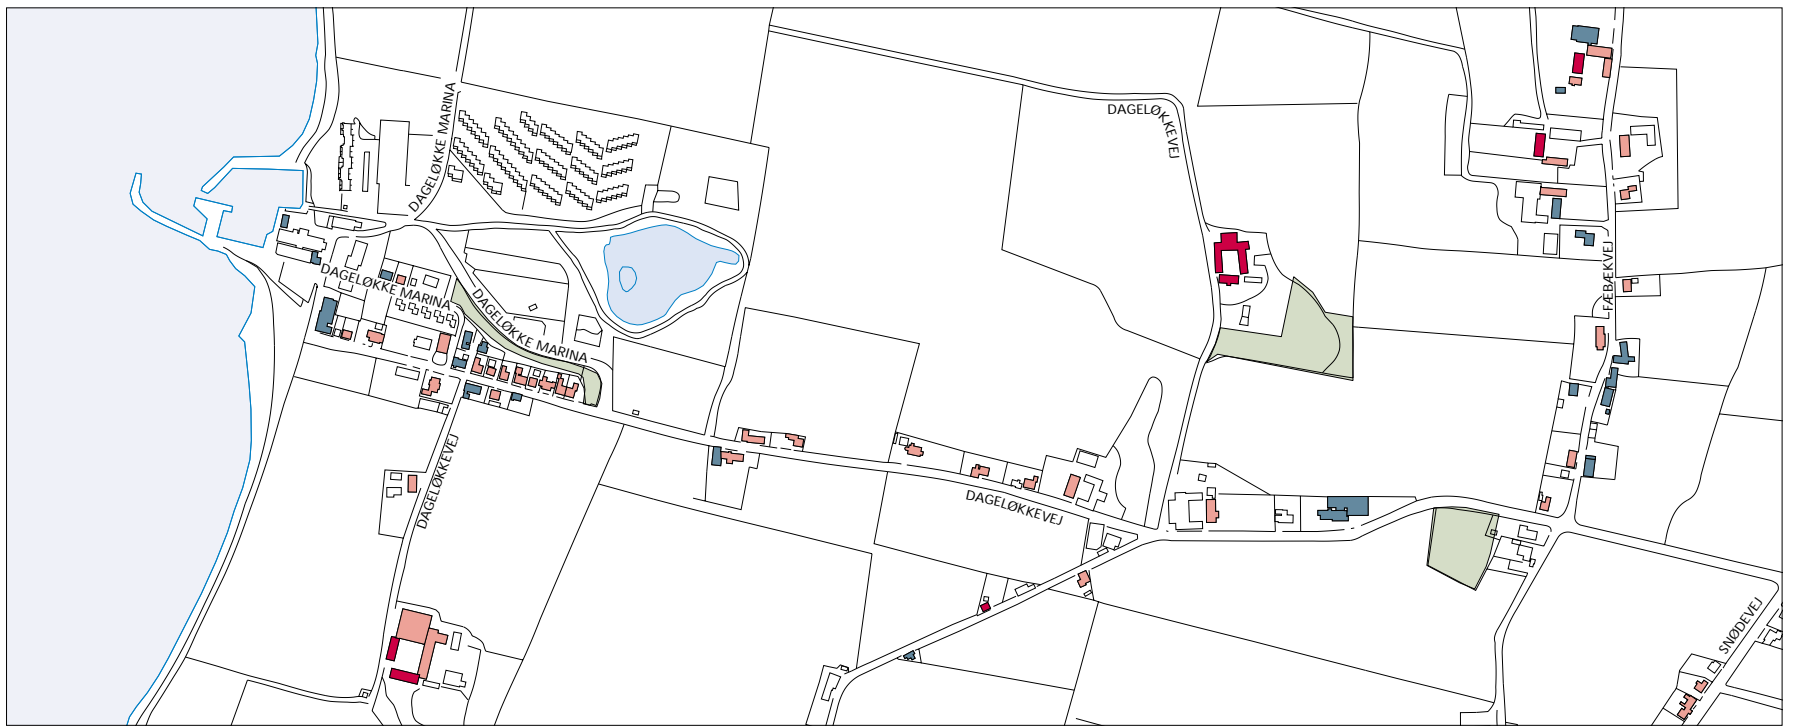 DAGELØKKE MARINA
DAGELØKKEVEJ
DAGELØKKE MARINA
DAGELØKKE MARINA
FÆBÆKVEJ
DAGELØKKEVEJ
DAGELØKKEVEJ
SNØDEVEJ